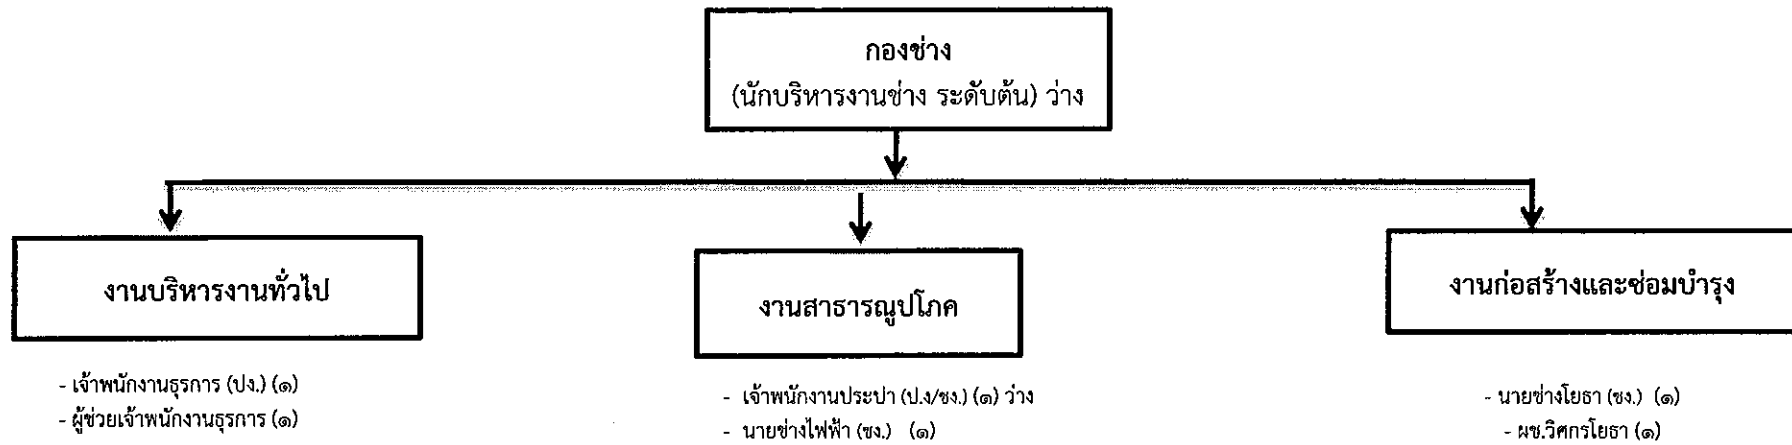 กองช่าง
(นักบริหารงานช่าง ระดับต้น) ว่าง
งานบริหารงานทั่วไป
- เจ้าพนักงานธุรการ (ปง.) (๑)
- ผู้ช่วยเจ้าพนักงานธุรการ (๑)
งานสาธารณูปโภค
- เจ้าพนักงานประปา (ป.ง/ชง.) (๑) ว่าง
- นายช่างไฟฟ้า (ชง.) (๑)
งานก่อสร้างและซ่อมบำรุง
- นายช่างโยธา (ชง.) (๑)
- ผช.วิศกรโยธา (๑)